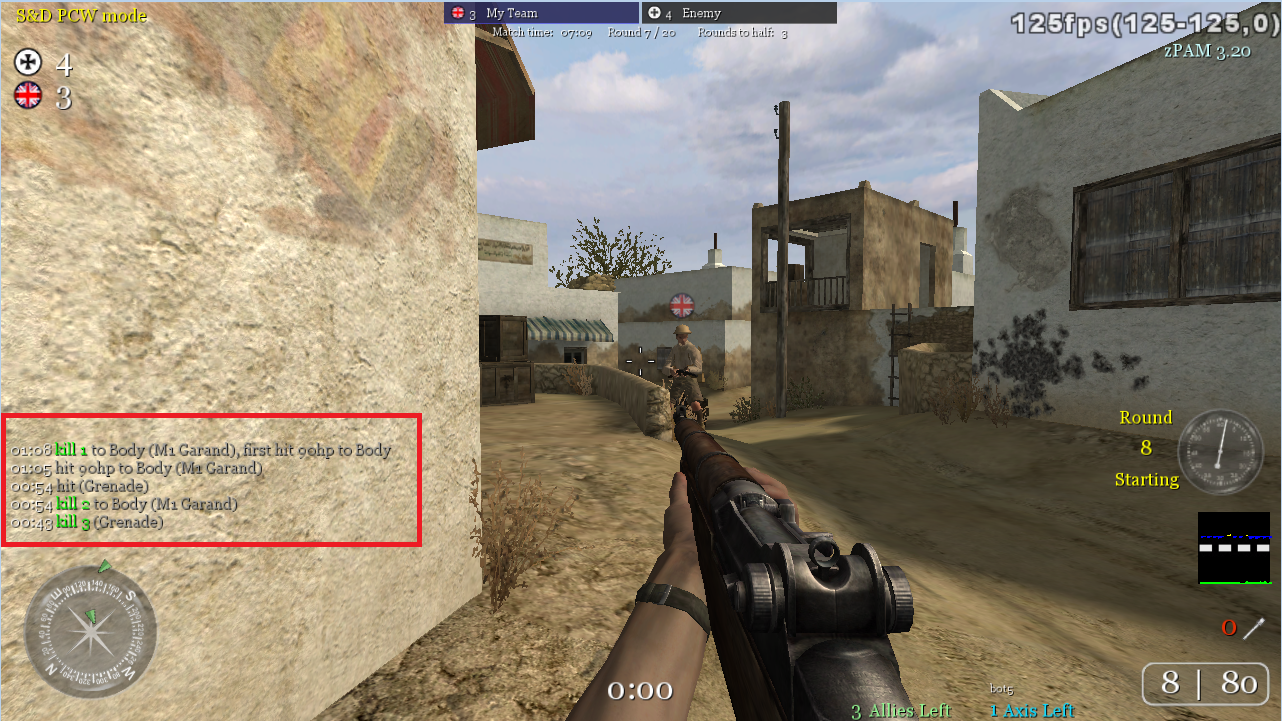 S&D PCW mode
3 My Team
4 Enemy
Match time: 07:09 Round 7 / 20 Rounds to half: 3
125fps(125-125,0)
zPAM 3.20
4
3
01:08 kill 1 to Body (M1 Garand), first hit 90hp to Body
01:05 hit 90hp to Body (M1 Garand)
00:54 hit (Grenade)
00:54 kill 2 to Body (M1 Garand)
00:43 kill 3 (Grenade)
Round
8
Starting
0
0:00
bot5
8 | 80
3 Allies Left
1 Axis Left